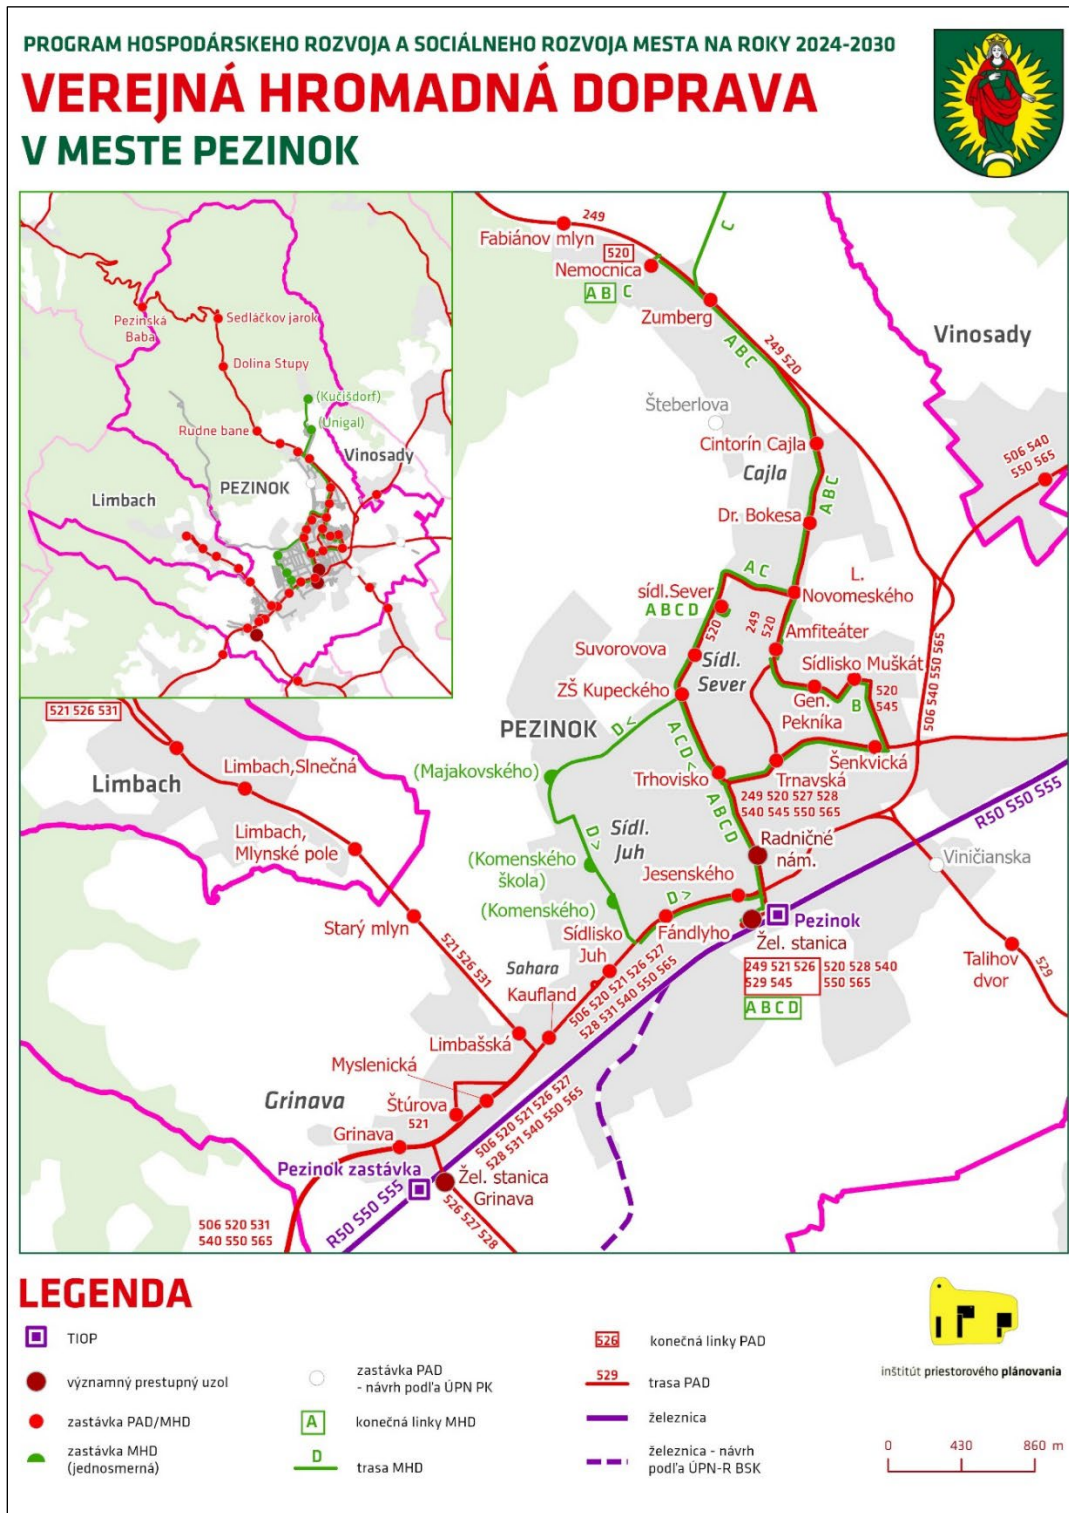 PROGRAM HOSPODÁRSKEHO ROZVOJA A SOCIÁLNEHO ROZVOJA MESTA NA ROKY 2024-2030
VEREJNÁ HROMADNÁ DOPRAVA
V MESTE PEZINOK
Pezinská
Baba
Sedláčkov jarok
Dolina Stupy
(Kučišdorf)
(Unigal)
Rudne bane
Vinosady
PEZINOK
Limbach
249
Fabiánov mlyn
520
Nemocnica
A B C
C
Zumberg
ABC
249 520
Vinosady
Šteberlova
Cintorín Cajla
Cajla
506 540
550 565
ABC
Dr. Bokesa
A C
L.
Novomeského
sídl.Sever
A B C D
520
249
520
Amfiteáter
Suvorovova
Sídl.
Sever
Sídlisko Muškát
ZŠ Kupeckého
Gen.
Pekníka
B
520
545
506 540 550 565
521 526 531
PEZINOK
D <
ACD <
Šenkvická
Limbach
Limbach,Slnečná
(Majakovského)
Trhovisko
Trnavská
249 520 527 528
540 545 550 565
R50 S50 S55
Limbach,
Mlynské pole
D >
Sídl.
Juh
ABCD
Radničné
nám.
Viničianska
(Komenského
škola)
Jesenského
D >
(Komenského)
Starý mlyn
Sídlisko
Juh
Fándlyho
Pezinok
Žel. stanica
249 521 526
529 545
520 528 540
550 565
A B C D
Talihov
dvor
529
521 526 531
Sahara
Kaufland
506 520 521 526 527
528 531 540 550 565
Limbašská
Myslenická
Grinava
Štúrova
521
Grinava
506 520 521 526 527
528 531 540 550 565
Pezinok zastávka
Žel. stanica
Grinava
506 520 531
540 550 565
R50 S50 S55
526 527 528
LEGENDA
TIOP
významný prestupný uzol
zastávka PAD/MHD
zastávka MHD
(jednosmerná)
zastávka PAD
- návrh podľa ÚPN PK
A
konečná linky MHD
D
trasa MHD
526
konečná linky PAD
529
trasa PAD
železnica
železnica - návrh
podľa ÚPN-R BSK
inštitút priestorového plánovania
0 430 860 m